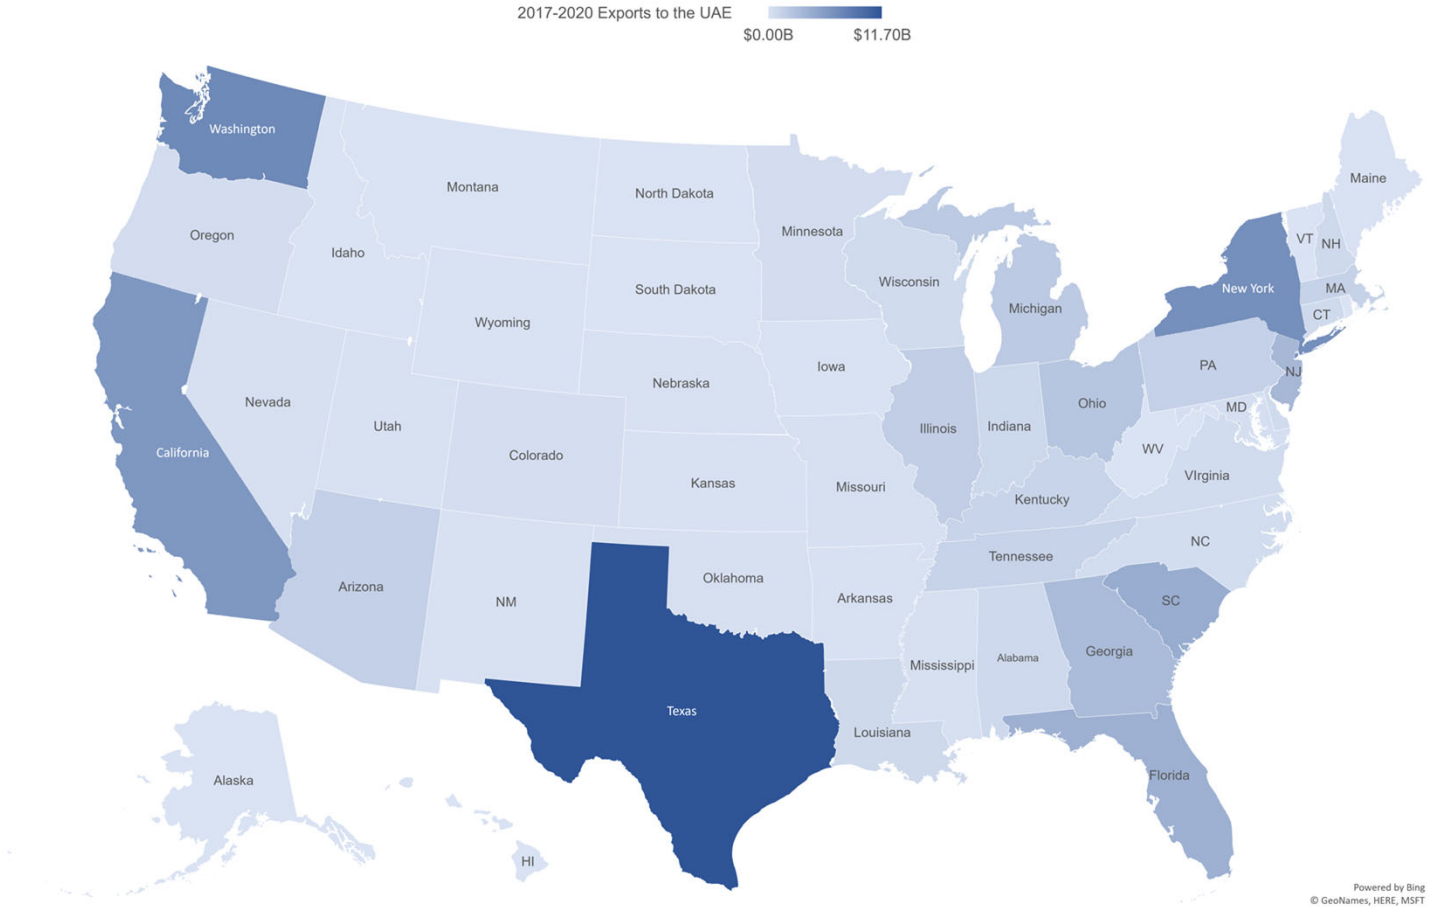 2017-2020 Exports to the UAE
$0.00B $11.70B
Washington
Montana
North Dakota
Maine
Oregon
Idaho
Minnesota
VT
NH
Wisconsin
South Dakota
New York
MA
Michigan
CT
Wyoming
Iowa
PA
NJ
Nebraska
Nevada
Ohio
MD
Utah
Illinois
Indiana
California
Colorado
WV
Kansas
Missouri
VIrginia
Kentucky
NC
Tennessee
Arizona
NM
Oklahoma
Arkansas
SC
Georgia
Mississippi
Alabama
Texas
Louisiana
Florida
Alaska
HI
Powered by Bing
© GeoNames, HERE, MSFT